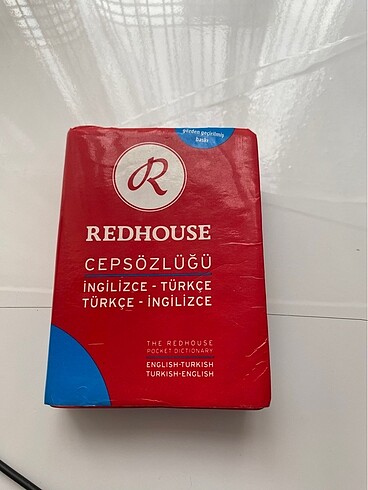 gözden geçirilmiş
baskı
R
REDHOUSE
CEPSÖZLÜĞÜ
İNGİLİZCE - TÜRKÇE
TÜRKÇE - İNGİLİZCE
THE REDHOUSE
POCKET DICTIONARY
ENGLISH-TURKISH
TURKISH-ENGLISH